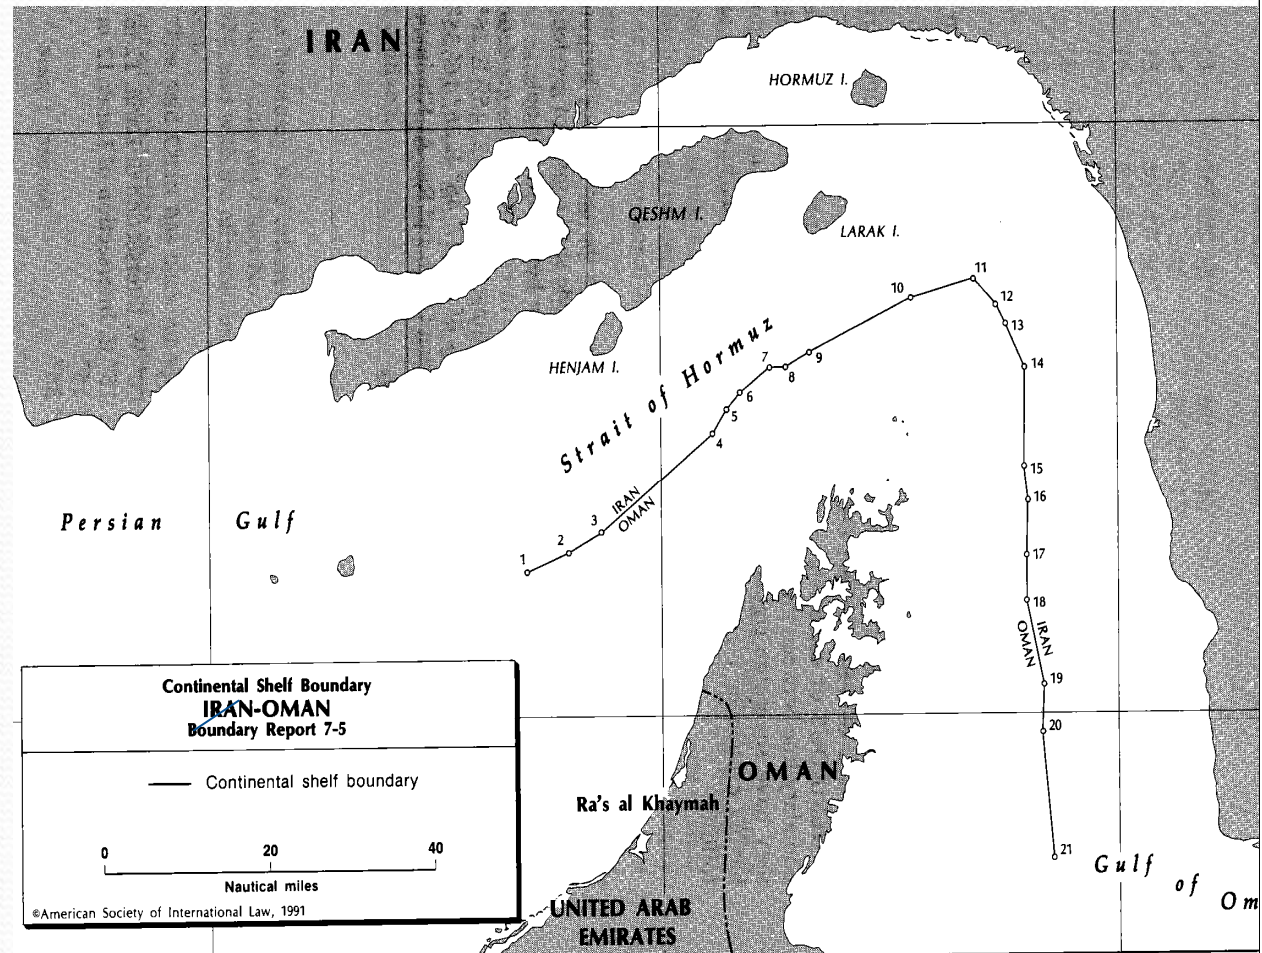 IRAN
HORMUZ I.
QESHM I.
LARAK I.
HENJAM I.
Strait of Hormuz
Persian Gulf
1
2
3
4
5
6
7
8
9
10
11
12
13
14
15
16
17
18
19
20
21
IRAN
OMAN
IRAN
OMAN
Continental Shelf Boundary
IRAN-OMAN
Boundary Report 7-5
Continental shelf boundary
0 20 40
Nautical miles
©American Society of International Law, 1991
OMAN
Ra's al Khaymah
UNITED ARAB
EMIRATES
Gulf of Om